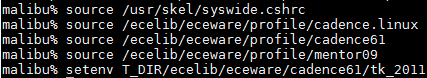 malibu% source /usr/skel/syswide.cshrc
malibu% source /ecelib/eceware/profile/cadence.linux
malibu% source /ecelib/eceware/profile/cadence61
malibu% source /ecelib/eceware/profile/mentor09
malibu% setenv T_DIR/ecelib/eceware/cadence61/tk_2011